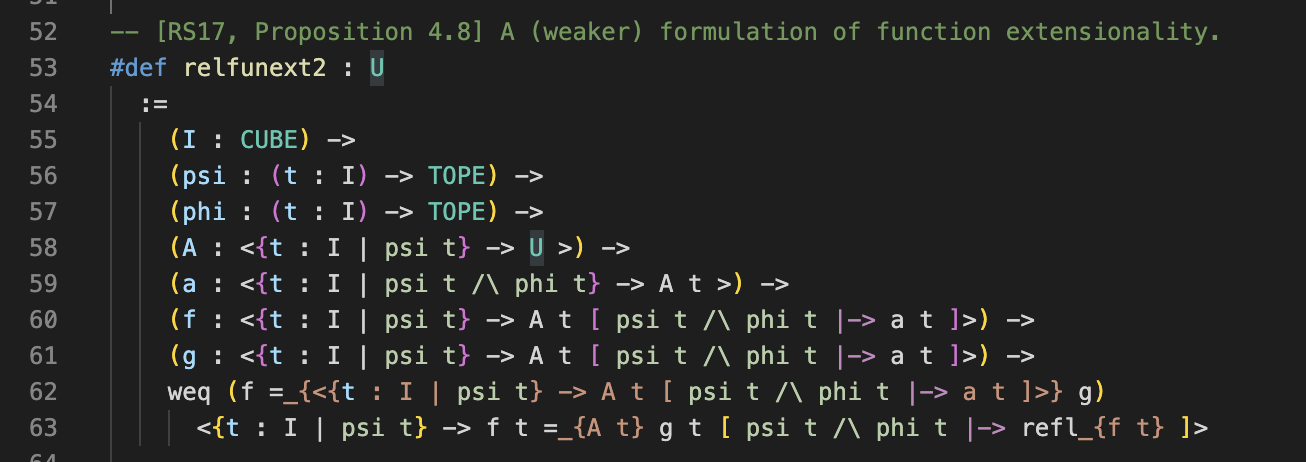 51
52 -- [RS17, Proposition 4.8] A (weaker) formulation of function extensionality.
53 #def relfunext2 : U
54 :=
55 (I : CUBE) ->
56 (psi : (t : I) -> TOPE) ->
57 (phi : (t : I) -> TOPE) ->
58 (A : <{t : I | psi t} -> U >) ->
59 (a : <{t : I | psi t /\ phi t} -> A t >) ->
60 (f : <{t : I | psi t} -> A t [ psi t /\ phi t |-> a t ]>) ->
61 (g : <{t : I | psi t} -> A t [ psi t /\ phi t |-> a t ]>) ->
62 weq (f =_{<{t : I | psi t} -> A t [ psi t /\ phi t |-> a t ]>} g)
63 <{t : I | psi t} -> f t =_{A t} g t [ psi t /\ phi t |-> refl_{f t} ]>
64